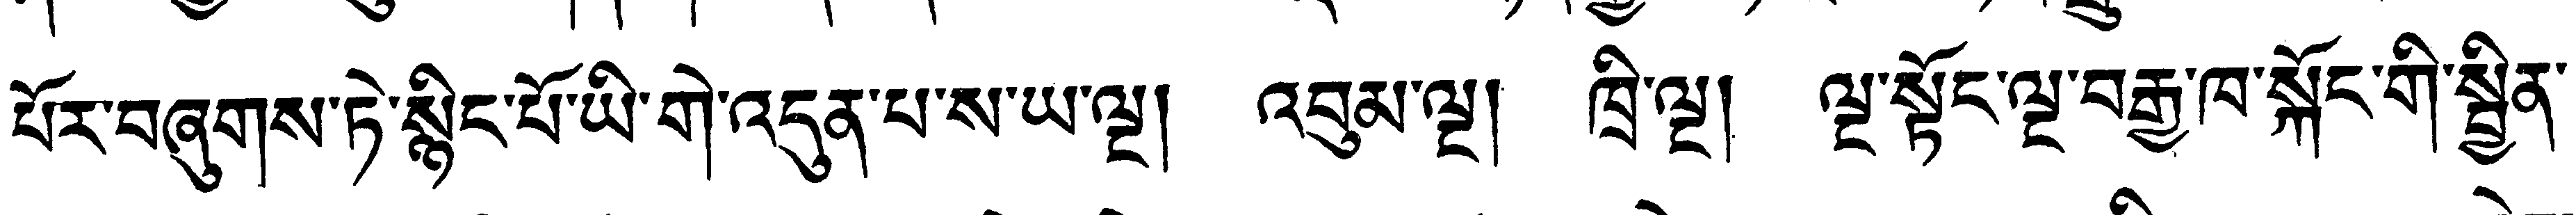 པོར་བཞུགས་ཏེ་སྙིང་པོ་ཡི་གེ་འདུན་པ་ས་ཡ་ལྔ། འབུམ་ལྔ། ཁྲི་ལྔ། ལྔ་སྟོང་ལྔ་བརྒྱ་ཁ་སྐོང་གི་སྦྱིན་